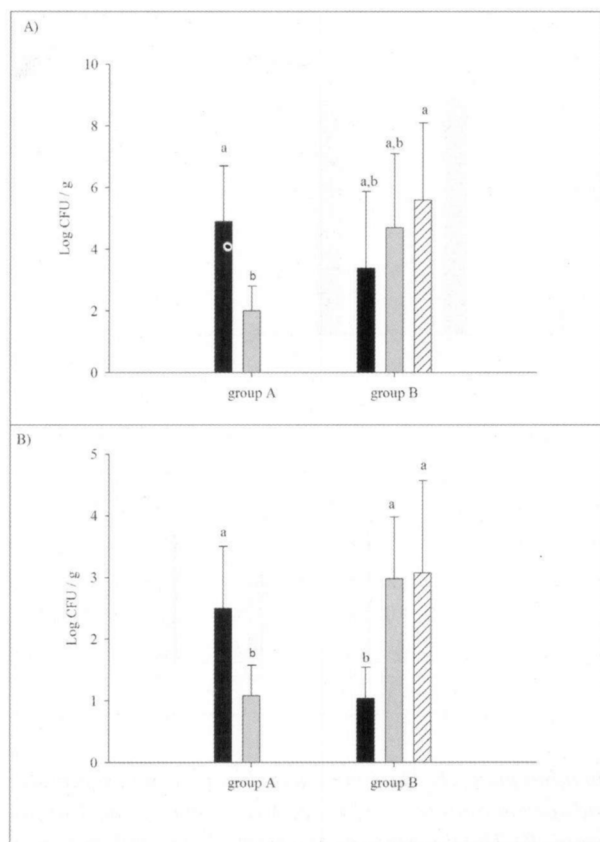 A)
10
a
a
8
a,b
a,b
6
Log CFU / g
4
b
2
0
group A
group B
B)
5
a
a
a
4
3
Log CFU / g
2
b
b
1
0
group A
group B